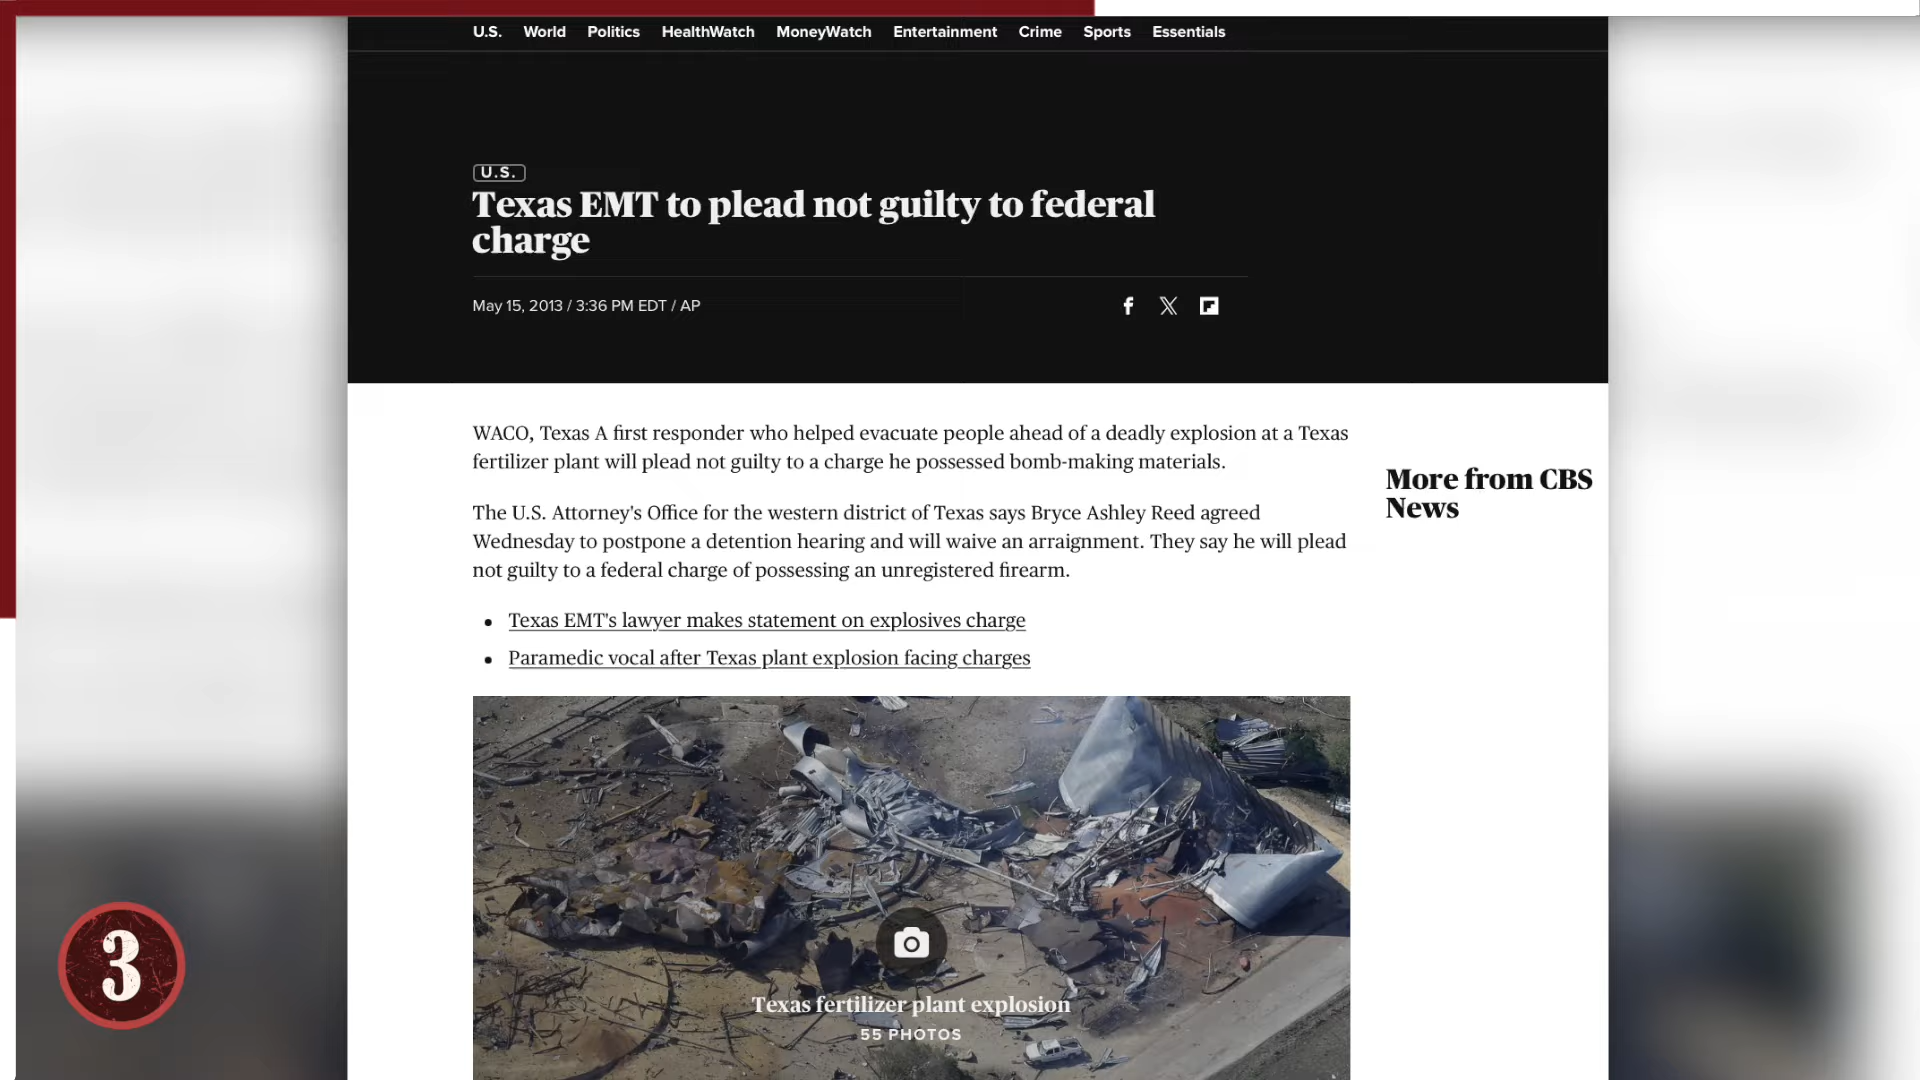 U.S. World Politics HealthWatch MoneyWatch Entertainment Crime Sports Essentials
U.S.
Texas EMT to plead not guilty to federal
charge
May 15, 2013 / 3:36 PM EDT / AP
WACO, Texas A first responder who helped evacuate people ahead of a deadly explosion at a Texas
fertilizer plant will plead not guilty to a charge he possessed bomb-making materials.
The U.S. Attorney's Office for the western district of Texas says Bryce Ashley Reed agreed
Wednesday to postpone a detention hearing and will waive an arraignment. They say he will plead
not guilty to a federal charge of possessing an unregistered firearm.
Texas EMT's lawyer makes statement on explosives charge
Paramedic vocal after Texas plant explosion facing charges
More from CBS
News
Texas fertilizer plant explosion
55 PHOTOS
3